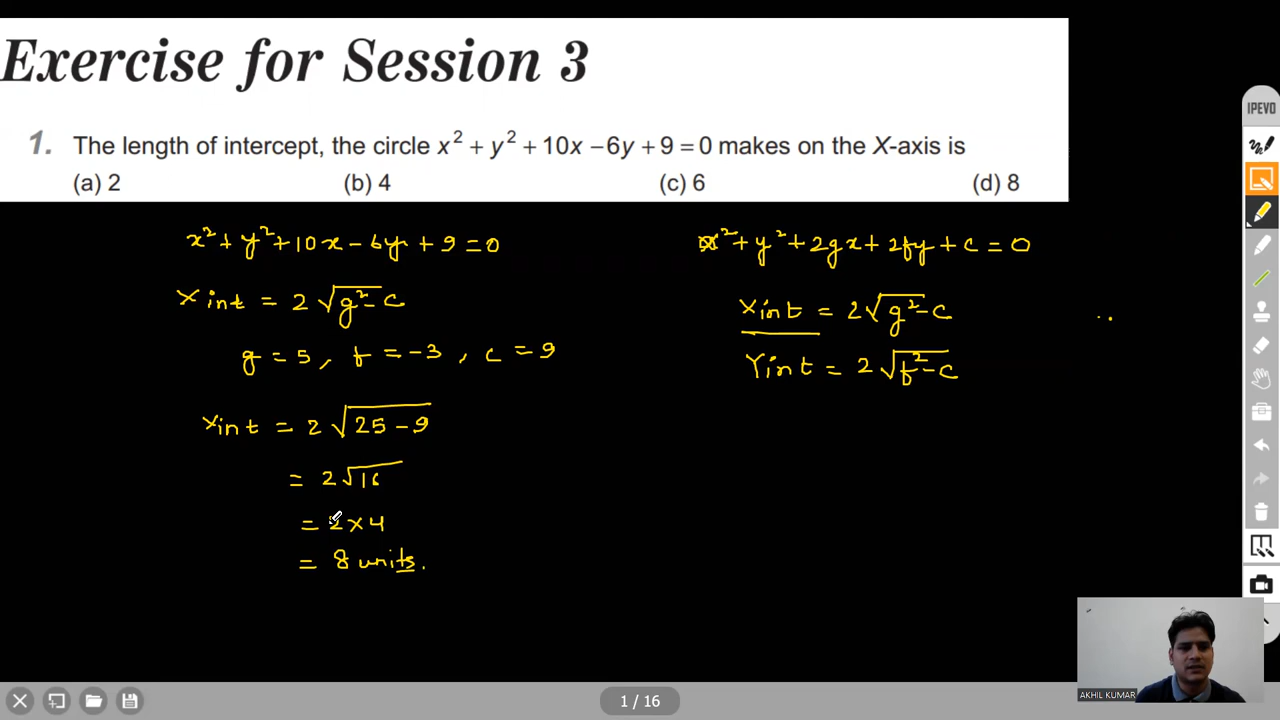 Exercise for Session 3
IPEVO
1. The length of intercept, the circle x² + y² + 10x − 6y + 9 = 0 makes on the X-axis is
(a) 2 (b) 4 (c) 6 (d) 8
x² + y² + 10x − 6y + 9 = 0
X int = 2 √g² − c
g = 5, f = −3, c = 9
X int = 2 √25 − 9
= 2√16
= 2 × 4
= 8 units.
x² + y² + 2gx + 2fy + c = 0
X int = 2√g² − c
Y int = 2√f² − c
AKHIL KUMAR
1 / 16